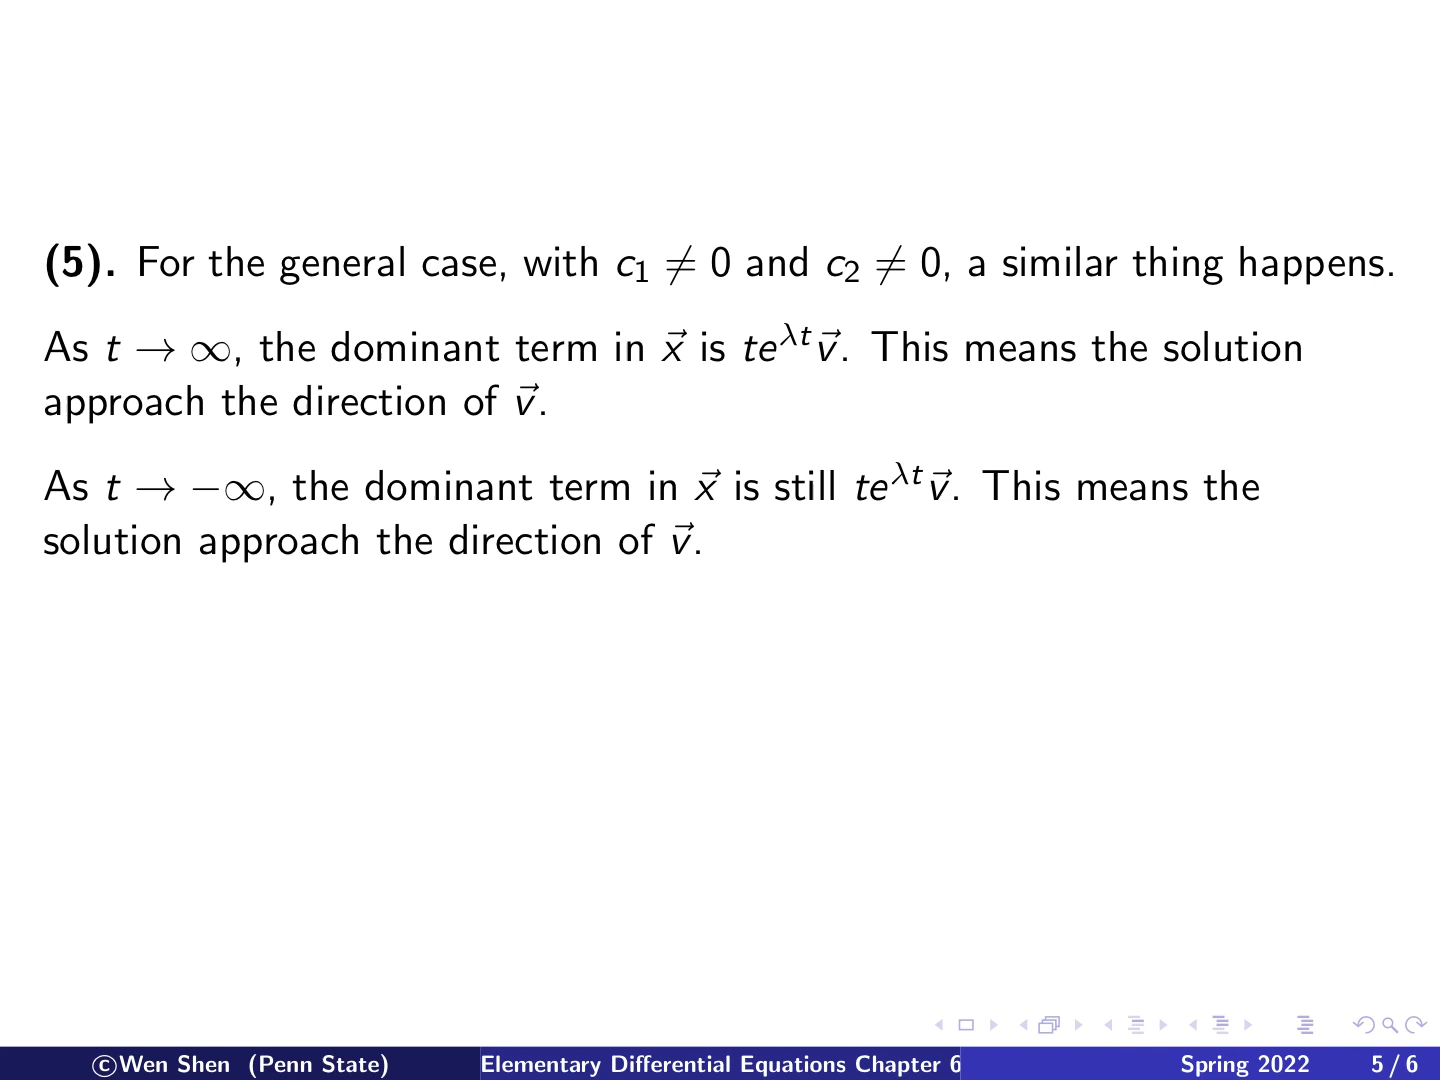 (5). For the general case, with c₁ ≠ 0 and c₂ ≠ 0, a similar thing happens.
As t → ∞, the dominant term in x⃗ is te^{λt}v⃗. This means the solution
approach the direction of v⃗.
As t → −∞, the dominant term in x⃗ is still te^{λt}v⃗. This means the
solution approach the direction of v⃗.
©Wen Shen (Penn State) Elementary Differential Equations Chapter 6 Spring 2022 5 / 6